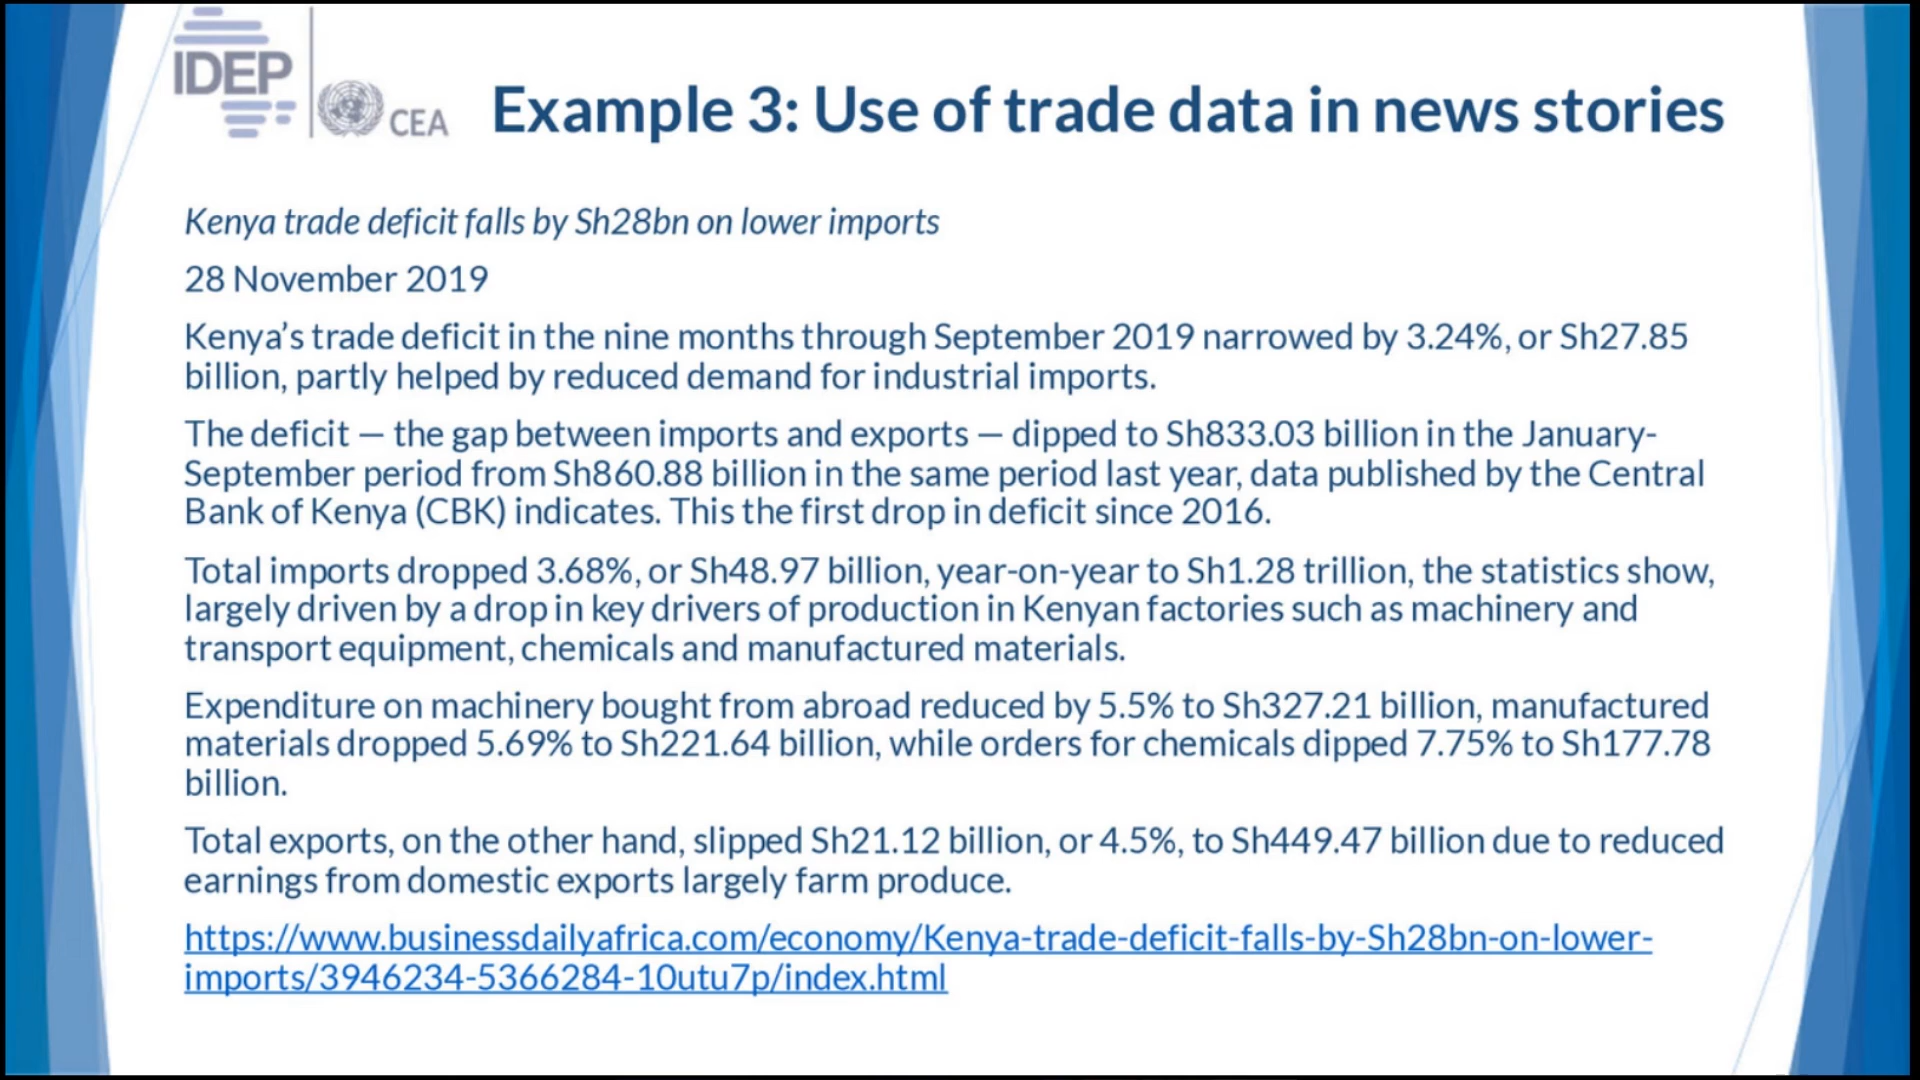 IDEP
CEA
Example 3: Use of trade data in news stories
Kenya trade deficit falls by Sh28bn on lower imports
28 November 2019
Kenya’s trade deficit in the nine months through September 2019 narrowed by 3.24%, or Sh27.85
billion, partly helped by reduced demand for industrial imports.
The deficit — the gap between imports and exports — dipped to Sh833.03 billion in the January-
September period from Sh860.88 billion in the same period last year, data published by the Central
Bank of Kenya (CBK) indicates. This the first drop in deficit since 2016.
Total imports dropped 3.68%, or Sh48.97 billion, year-on-year to Sh1.28 trillion, the statistics show,
largely driven by a drop in key drivers of production in Kenyan factories such as machinery and
transport equipment, chemicals and manufactured materials.
Expenditure on machinery bought from abroad reduced by 5.5% to Sh327.21 billion, manufactured
materials dropped 5.69% to Sh221.64 billion, while orders for chemicals dipped 7.75% to Sh177.78
billion.
Total exports, on the other hand, slipped Sh21.12 billion, or 4.5%, to Sh449.47 billion due to reduced
earnings from domestic exports largely farm produce.
https://www.businessdailyafrica.com/economy/Kenya-trade-deficit-falls-by-Sh28bn-on-lower-
imports/3946234-5366284-10utu7p/index.html